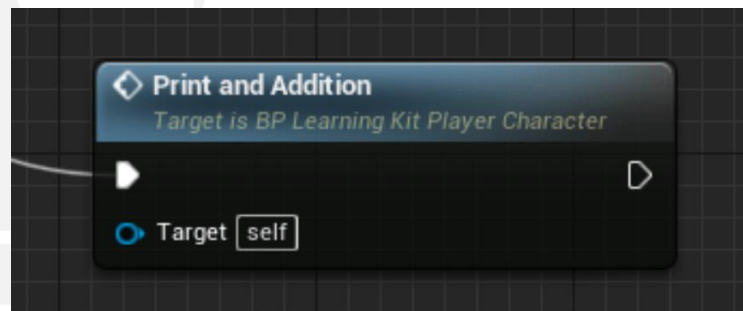 Print and Addition
Target is BP Learning Kit Player Character
Target self